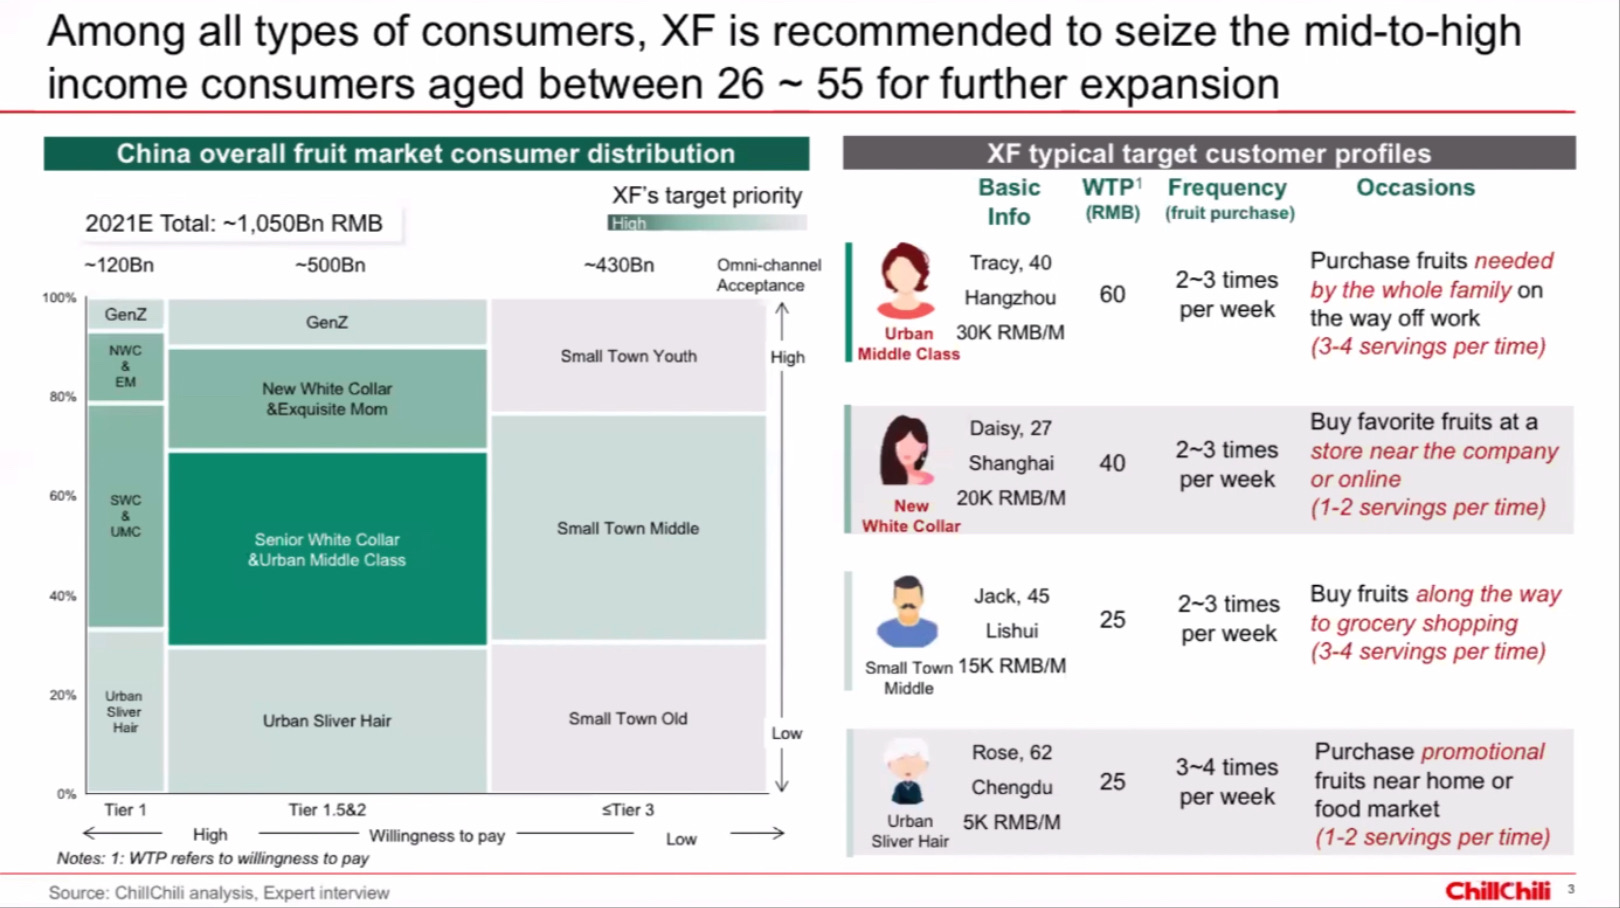 Among all types of consumers, XF is recommended to seize the mid-to-high
income consumers aged between 26 ~ 55 for further expansion
China overall fruit market consumer distribution
XF's target priority
High
2021E Total: ~1,050Bn RMB
~120Bn
~500Bn
~430Bn
Omni-channel
Acceptance
100%
80%
60%
40%
20%
0%
GenZ
NWC
&
EM
SWC
&
UMC
Urban
Sliver
Hair
GenZ
New White Collar
&Exquisite Mom
Senior White Collar
&Urban Middle Class
Urban Sliver Hair
Small Town Youth
Small Town Middle
Small Town Old
High
Low
Tier 1
Tier 1.5&2
≤Tier 3
High
Willingness to pay
Low
Notes: 1: WTP refers to willingness to pay
XF typical target customer profiles
Basic
Info
WTP¹
(RMB)
Frequency
(fruit purchase)
Occasions
Urban
Middle Class
Tracy, 40
Hangzhou
30K RMB/M
60
2~3 times
per week
Purchase fruits needed
by the whole family on
the way off work
(3-4 servings per time)
New
White Collar
Daisy, 27
Shanghai
20K RMB/M
40
2~3 times
per week
Buy favorite fruits at a
store near the company
or online
(1-2 servings per time)
Small Town
Middle
Jack, 45
Lishui
15K RMB/M
25
2~3 times
per week
Buy fruits along the way
to grocery shopping
(3-4 servings per time)
Urban
Sliver Hair
Rose, 62
Chengdu
5K RMB/M
25
3~4 times
per week
Purchase promotional
fruits near home or
food market
(1-2 servings per time)
Source: ChillChili analysis, Expert interview
ChillChili
3